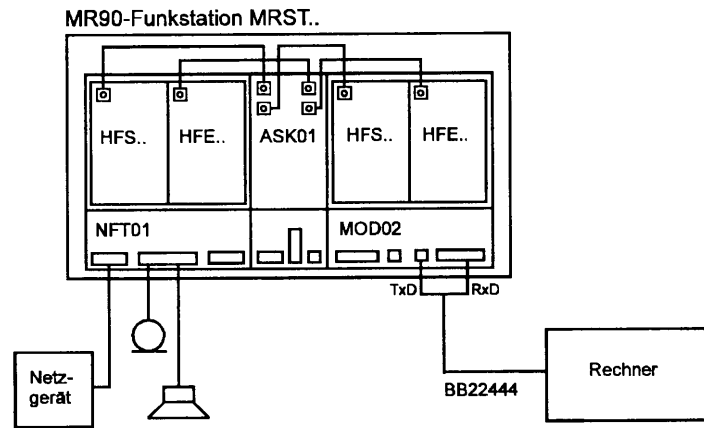 MR90-Funkstation MRST..
HFS..
HFE..
ASK01
HFS..
HFE..
NFT01
MOD02
TxD
RxD
Netz-
gerät
BB22444
Rechner